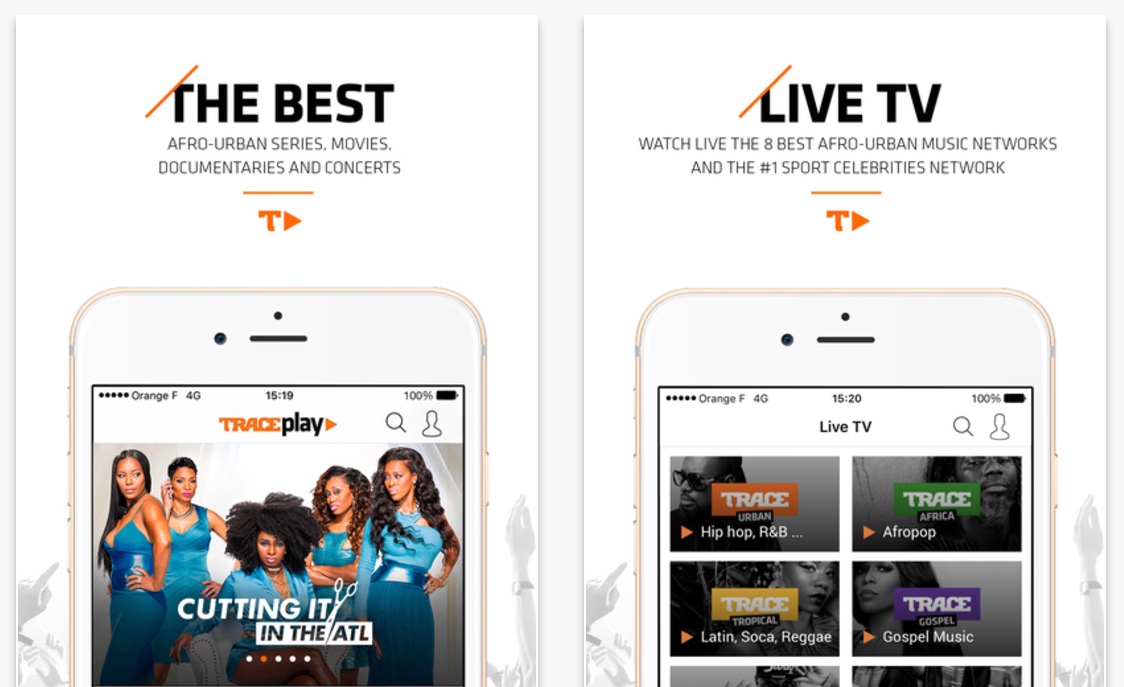 THE BEST
AFRO-URBAN SERIES, MOVIES,
DOCUMENTARIES AND CONCERTS
T
Orange F 4G 15:19 100%
TRACE play
CUTTING IT
IN THE ATL
LIVE TV
WATCH LIVE THE 8 BEST AFRO-URBAN MUSIC NETWORKS
AND THE #1 SPORT CELEBRITIES NETWORK
T
Orange F 4G 15:20 100%
Live TV
TRACE
URBAN
Hip hop, R&B ...
TRACE
AFRICA
Afropop
TRACE
TROPICAL
Latin, Soca, Reggae
TRACE
GOSPEL
Gospel Music